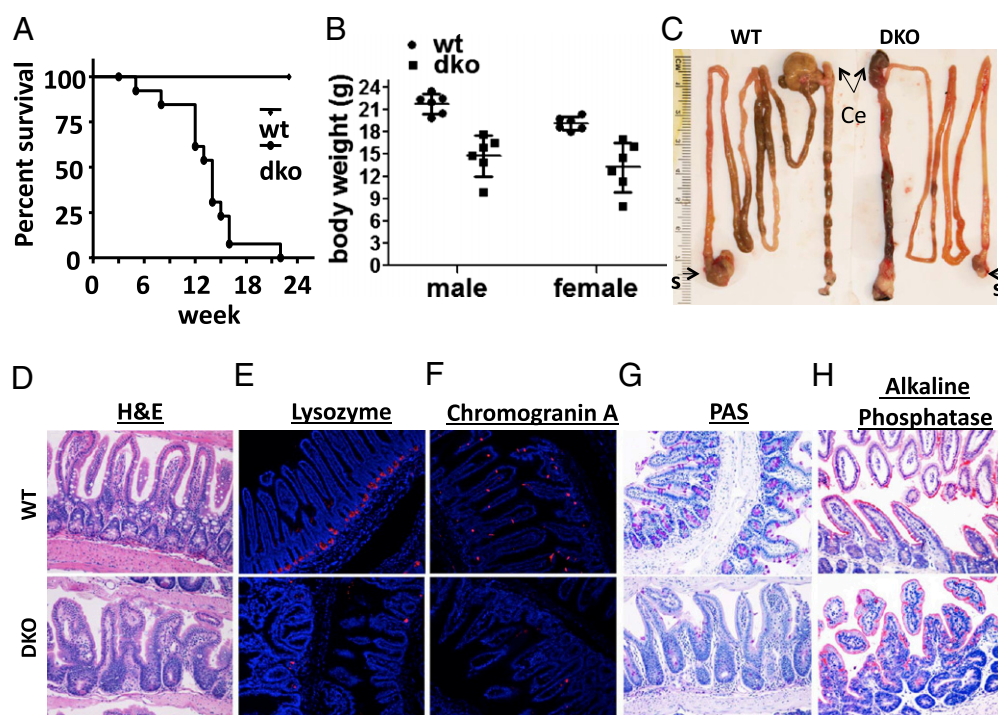 A
Percent survival
100
75
50
25
0
0 6 12 18 24
week
wt
dko
B
wt
dko
body weight (g)
24
21
18
15
12
9
6
3
0
male female
C
WT DKO
Ce
s s
D E F G H
H&E Lysozyme Chromogranin A PAS Alkaline
Phosphatase
WT
DKO